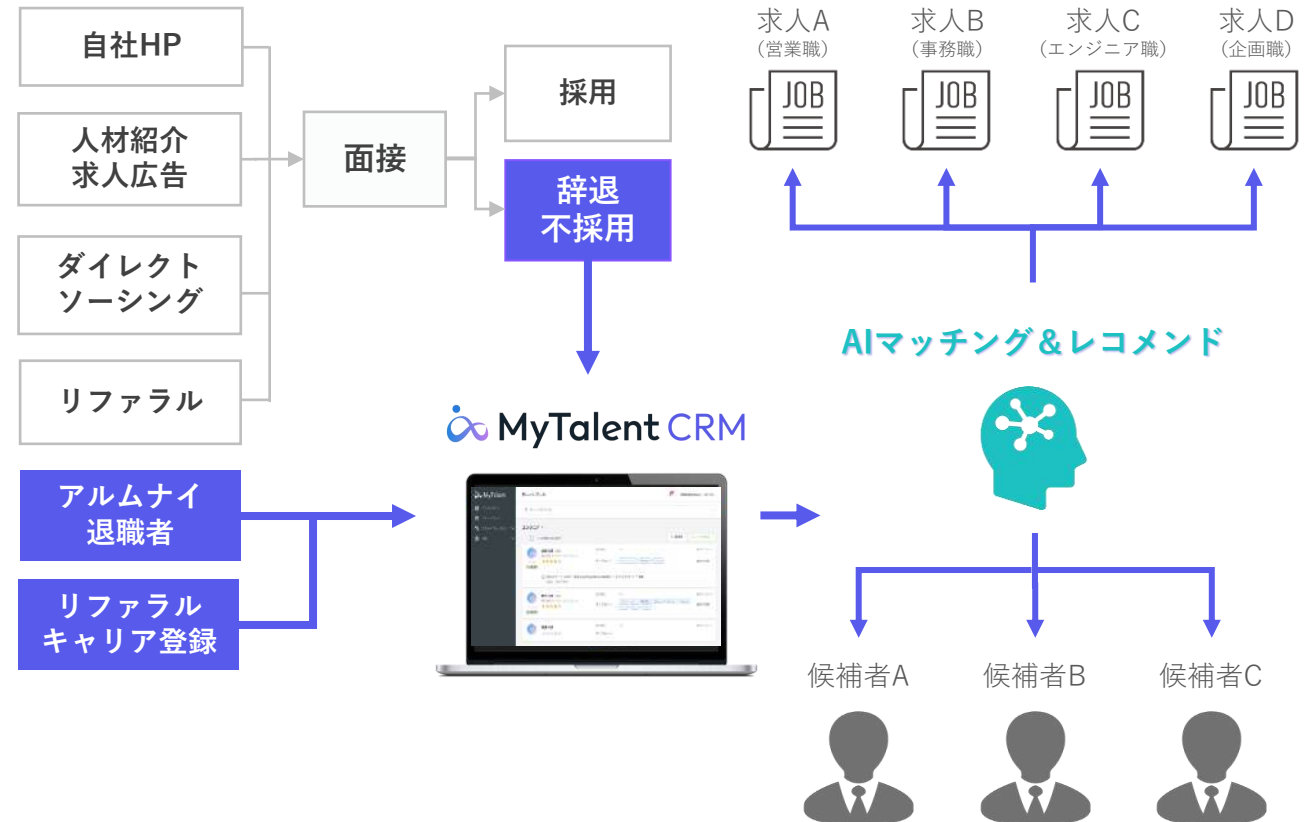 自社HP
人材紹介
求人広告
ダイレクト
ソーシング
リファラル
アルムナイ
退職者
リファラル
キャリア登録
面接
採用
辞退
不採用
MyTalent CRM
MyTalent
求人A
(営業職)
JOB
求人B
(事務職)
JOB
求人C
(エンジニア職)
JOB
求人D
(企画職)
JOB
AIマッチング＆レコメンド
候補者A
候補者B
候補者C